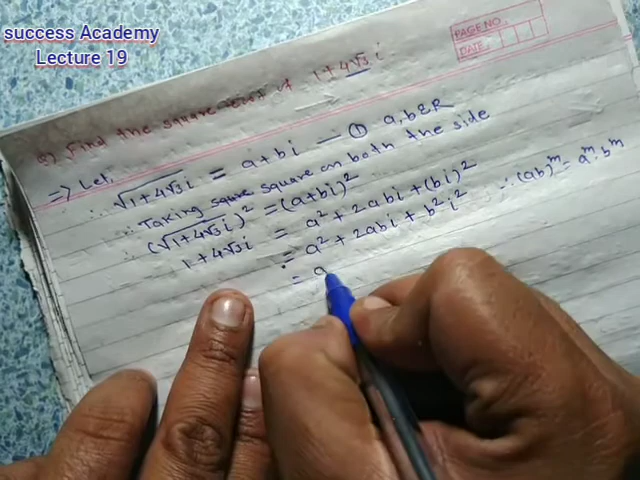 success Academy
Lecture 19
PAGE NO.
DATE:
Q) Find the square root of 1+4√3 i.
=> Let,
∴ √1+4√3i = a+bi — ① a,b∈R
∴ Taking square on both the side
∴ (√1+4√3i)² = (a+bi)²
1+4√3i = a² + 2abi + (bi)²
= a² + 2abi + b²i² ∵ (ab)^m = a^m·b^m
= a